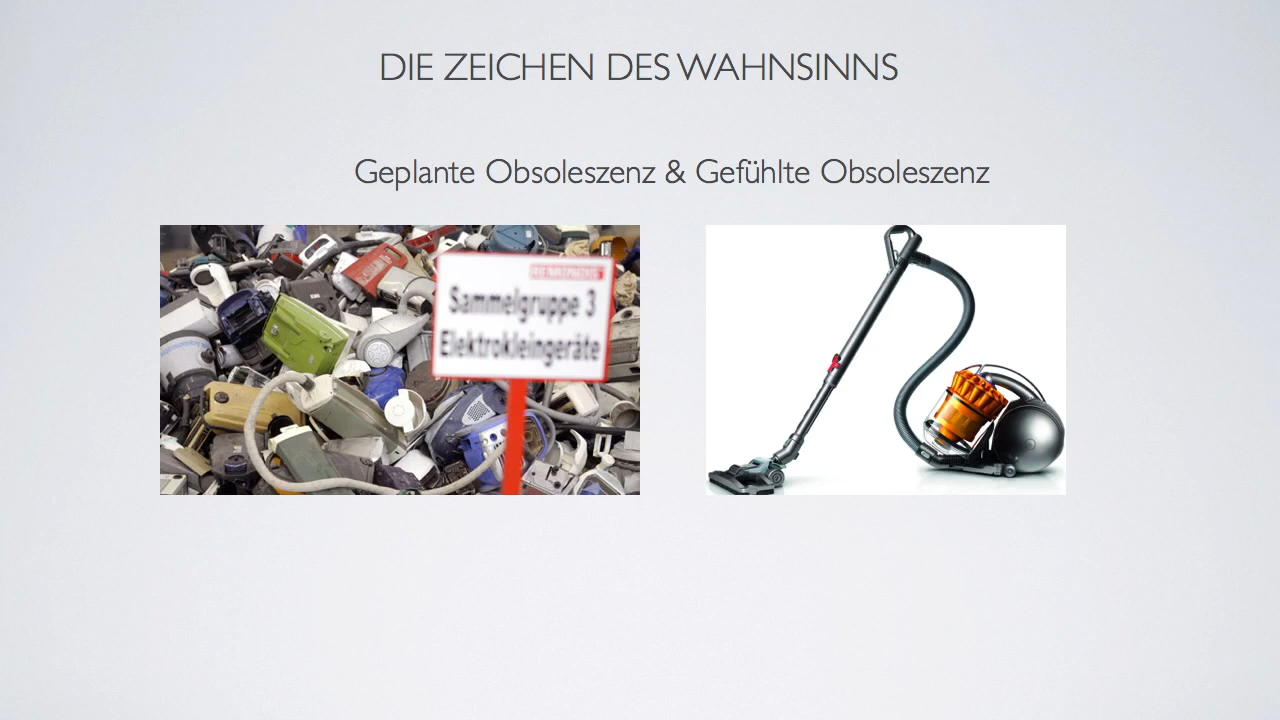 DIE ZEICHEN DES WAHNSINNS
Geplante Obsoleszenz & Gefühlte Obsoleszenz
Sammelgruppe 3
Elektrokleingeräte